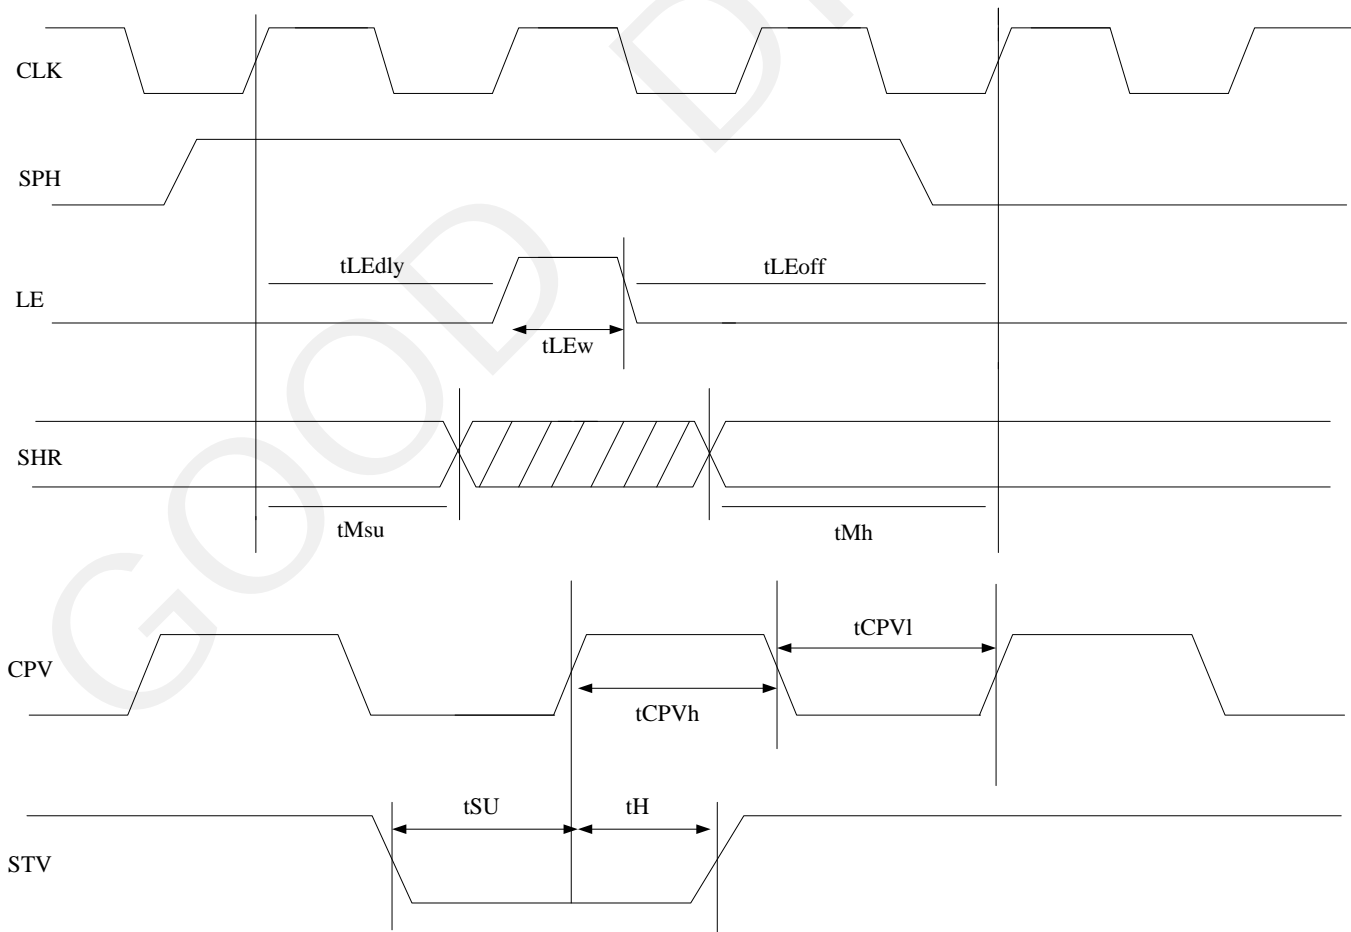 CLK
SPH
tLEdly
tLEoff
LE
tLEw
SHR
tMsu
tMh
tCPVl
CPV
tCPVh
tSU
tH
STV
GOOD